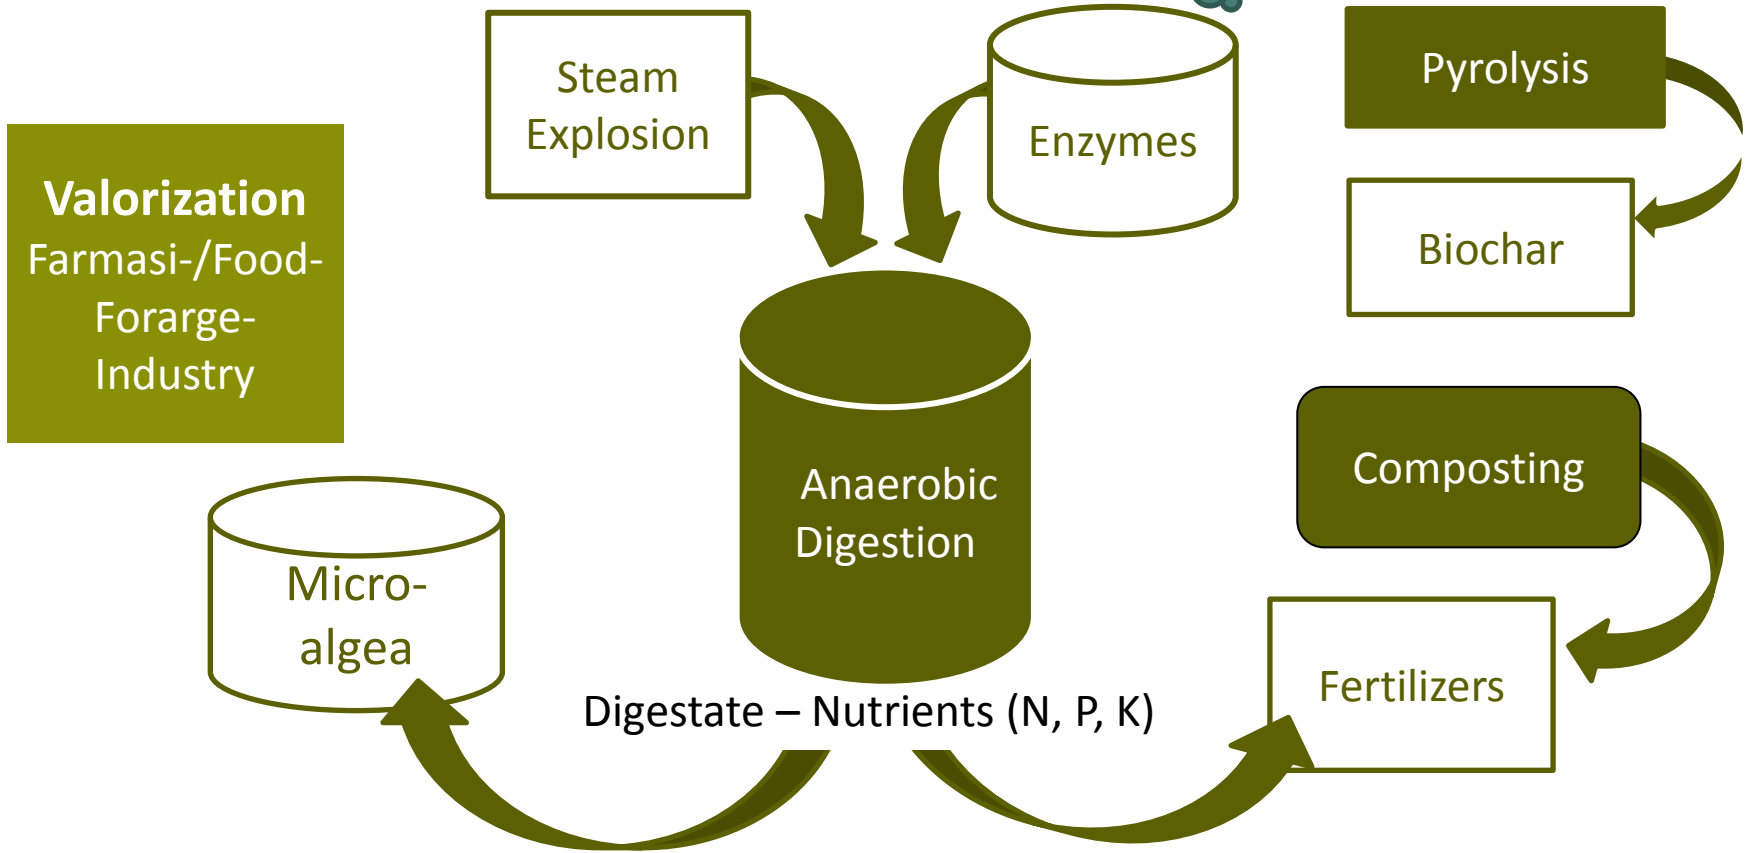 Steam
Explosion
Enzymes
Pyrolysis
Valorization
Farmasi-/Food-
Forarge-
Industry
Biochar
Anaerobic
Digestion
Composting
Micro-
algea
Fertilizers
Digestate – Nutrients (N, P, K)